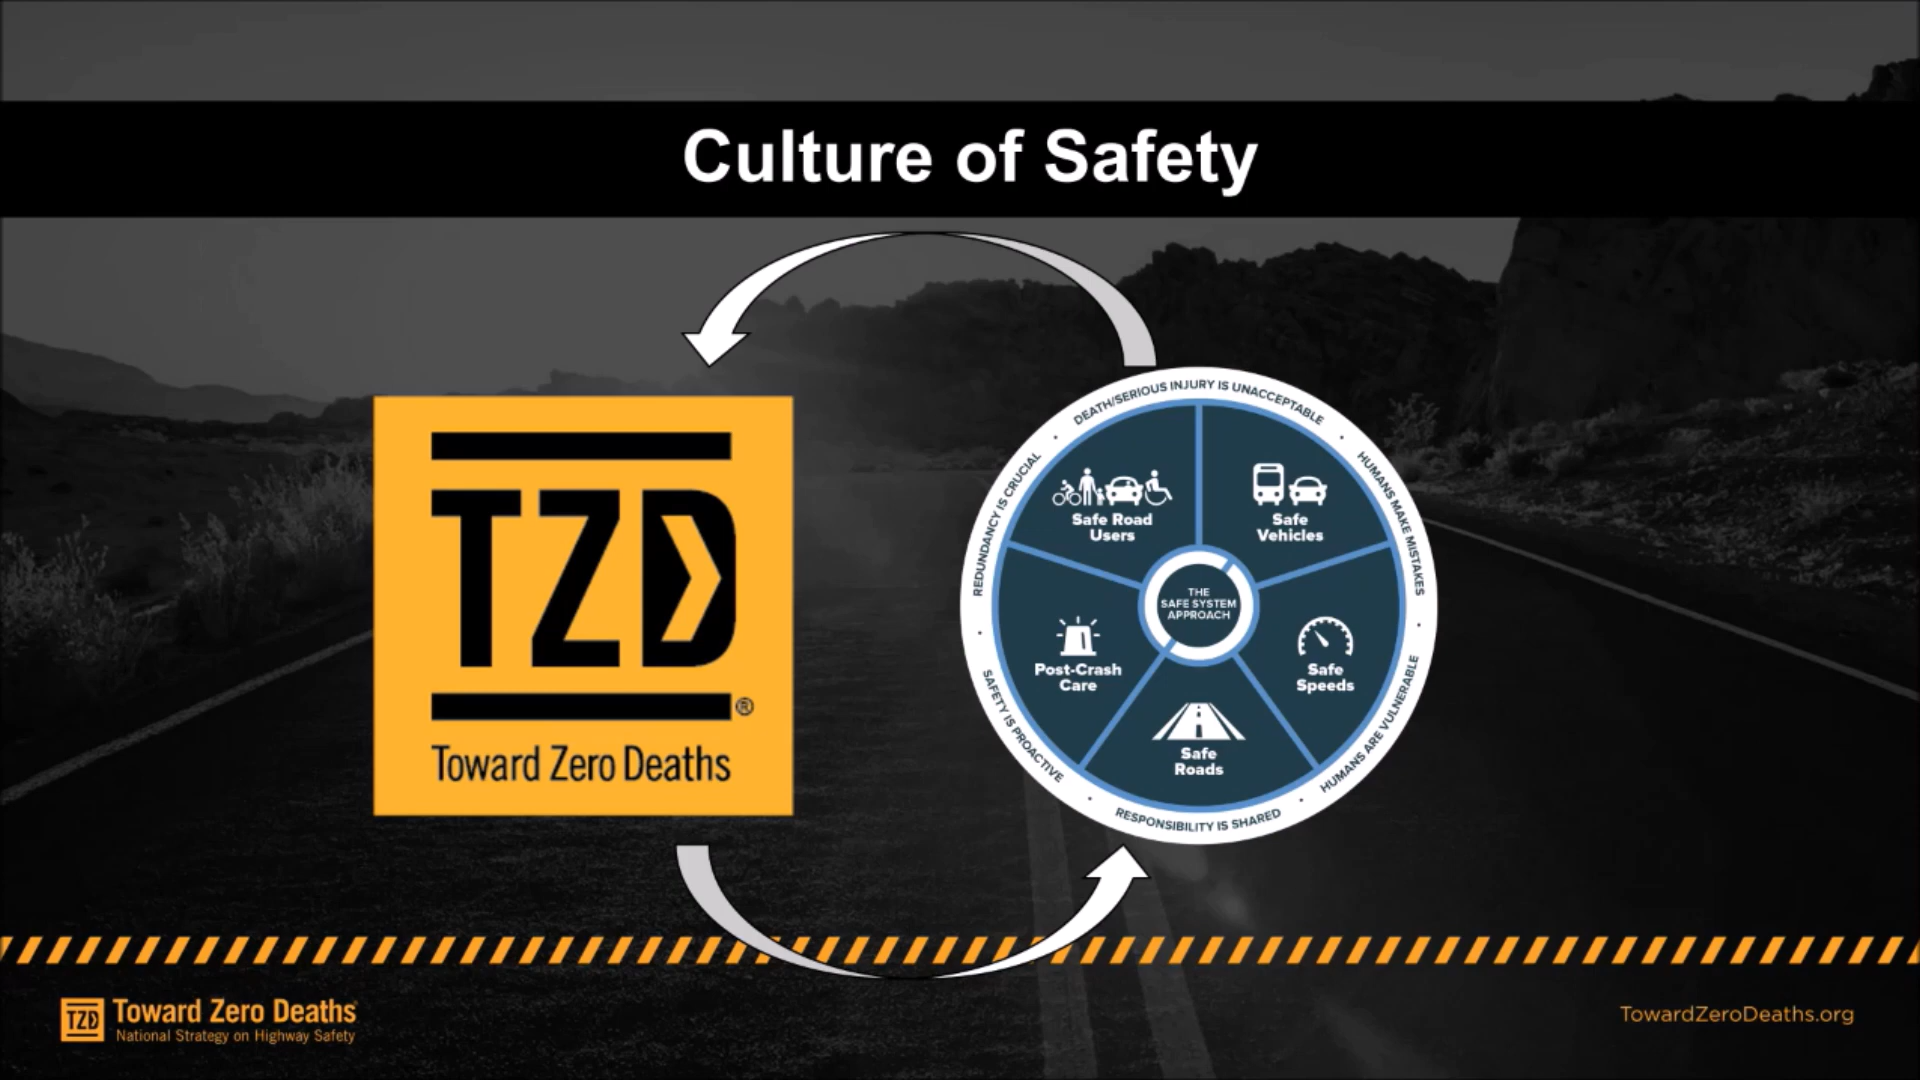 Culture of Safety
TZD®
Toward Zero Deaths
DEATH/SERIOUS INJURY IS UNACCEPTABLE
HUMANS MAKE MISTAKES
HUMANS ARE VULNERABLE
RESPONSIBILITY IS SHARED
SAFETY IS PROACTIVE
REDUNDANCY IS CRUCIAL
Safe Road
Users
Safe
Vehicles
Safe
Speeds
Safe
Roads
Post-Crash
Care
THE
SAFE SYSTEM
APPROACH
TZD
Toward Zero Deaths
National Strategy on Highway Safety
TowardZeroDeaths.org